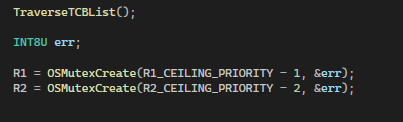 TraverseTCBList();
INT8U err;
R1 = OSMutexCreate(R1_CEILING_PRIORITY - 1, &err);
R2 = OSMutexCreate(R2_CEILING_PRIORITY - 2, &err);